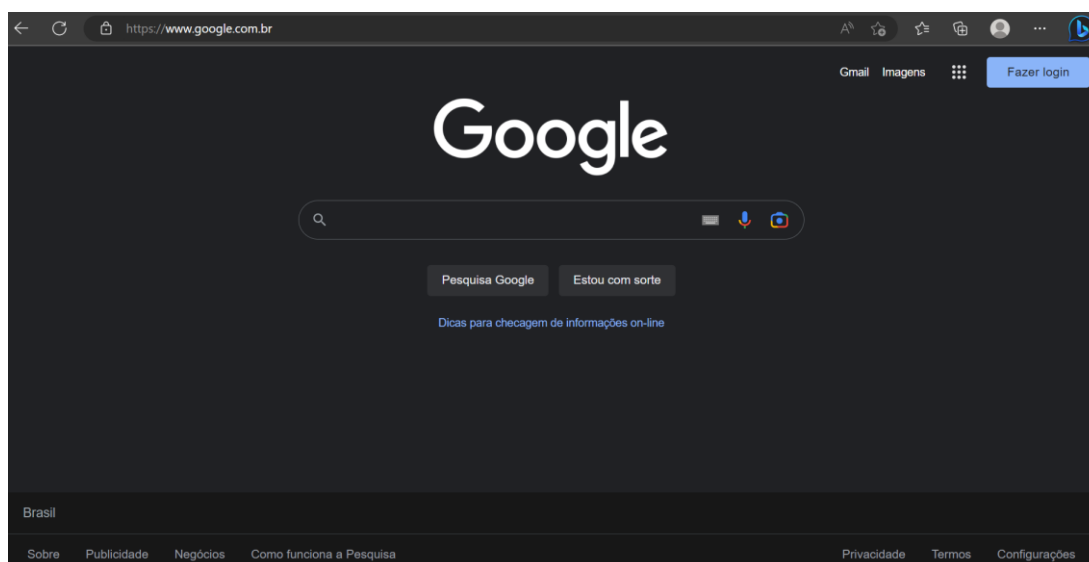 https://www.google.com.br
Gmail Imagens Fazer login
Google
Pesquisa Google Estou com sorte
Dicas para checagem de informações on-line
Brasil
Sobre Publicidade Negócios Como funciona a Pesquisa Privacidade Termos Configurações